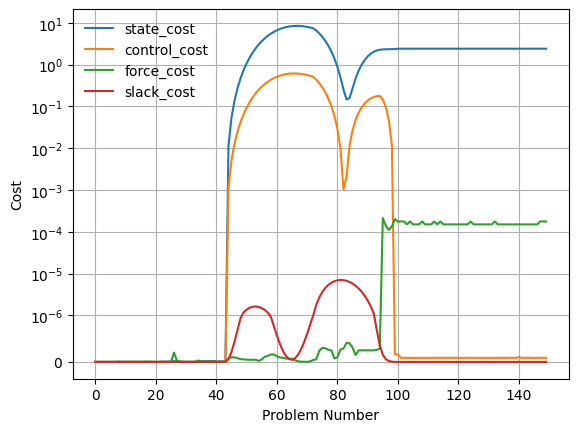 state_cost
control_cost
force_cost
slack_cost
Cost
10^1
10^0
10^-1
10^-2
10^-3
10^-4
10^-5
10^-6
0
0 20 40 60 80 100 120 140
Problem Number